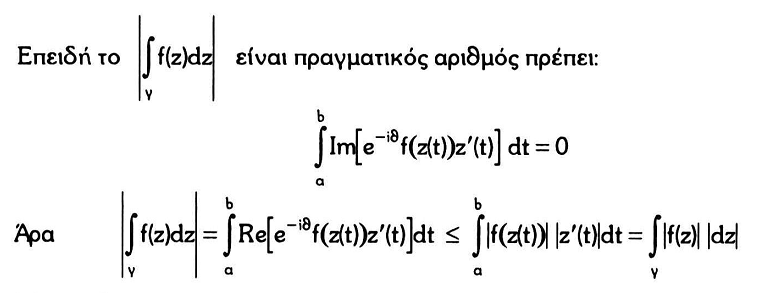 Επειδή το |∫_γ f(z)dz| είναι πραγματικός αριθμός πρέπει:
∫_a^b Im[e^{-iϑ}f(z(t))z′(t)] dt = 0
Άρα |∫_γ f(z)dz| = ∫_a^b Re[e^{-iϑ}f(z(t))z′(t)]dt ≤ ∫_a^b |f(z(t))| |z′(t)|dt = ∫_γ |f(z)| |dz|